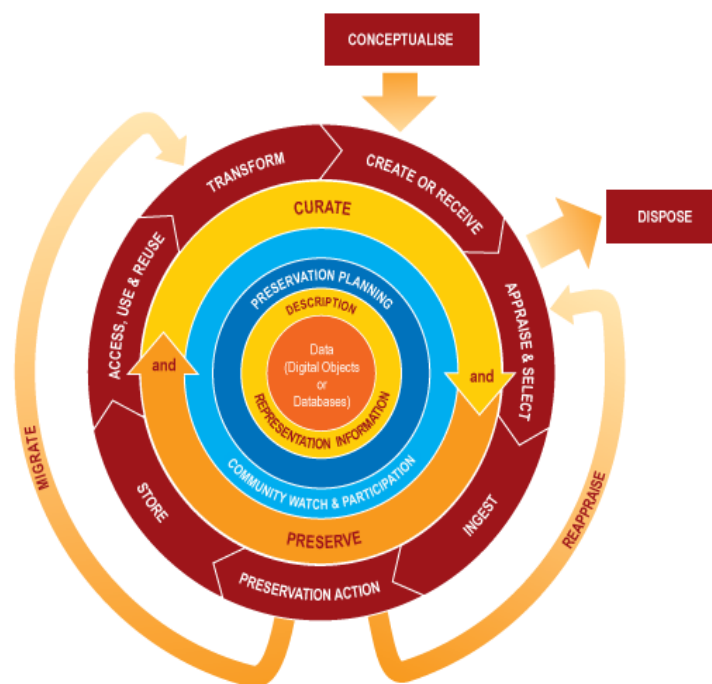 CONCEPTUALISE
TRANSFORM
CREATE OR RECEIVE
DISPOSE
CURATE
ACCESS, USE & REUSE
APPRAISE & SELECT
PRESERVATION PLANNING
DESCRIPTION
Data
(Digital Objects
or
Databases)
and
and
REPRESENTATION INFORMATION
COMMUNITY WATCH & PARTICIPATION
MIGRATE
STORE
INGEST
REAPPRAISE
PRESERVE
PRESERVATION ACTION